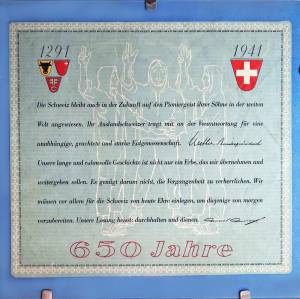 1291 1941
Die Schweiz bleibt auch in der Zukunft auf den Pioniergeist ihrer Söhne in der weiten
Welt angewiesen. Ihr Auslandschweizer tragt mit an der Verantwortung für eine
unabhängige, geachtete und starke Eidgenossenschaft.
Unsere lange und ruhmvolle Geschichte ist nicht nur ein Erbe, das wir übernehmen und
weitergeben sollen. Es genügt darum nicht, die Vergangenheit zu verherrlichen. Wir
müssen vor allem für die Schweiz von heute Ehre einlegen, um diejenige von morgen
vorzubereiten. Unsere Losung heisst: durchhalten und dienen.
650 Jahre